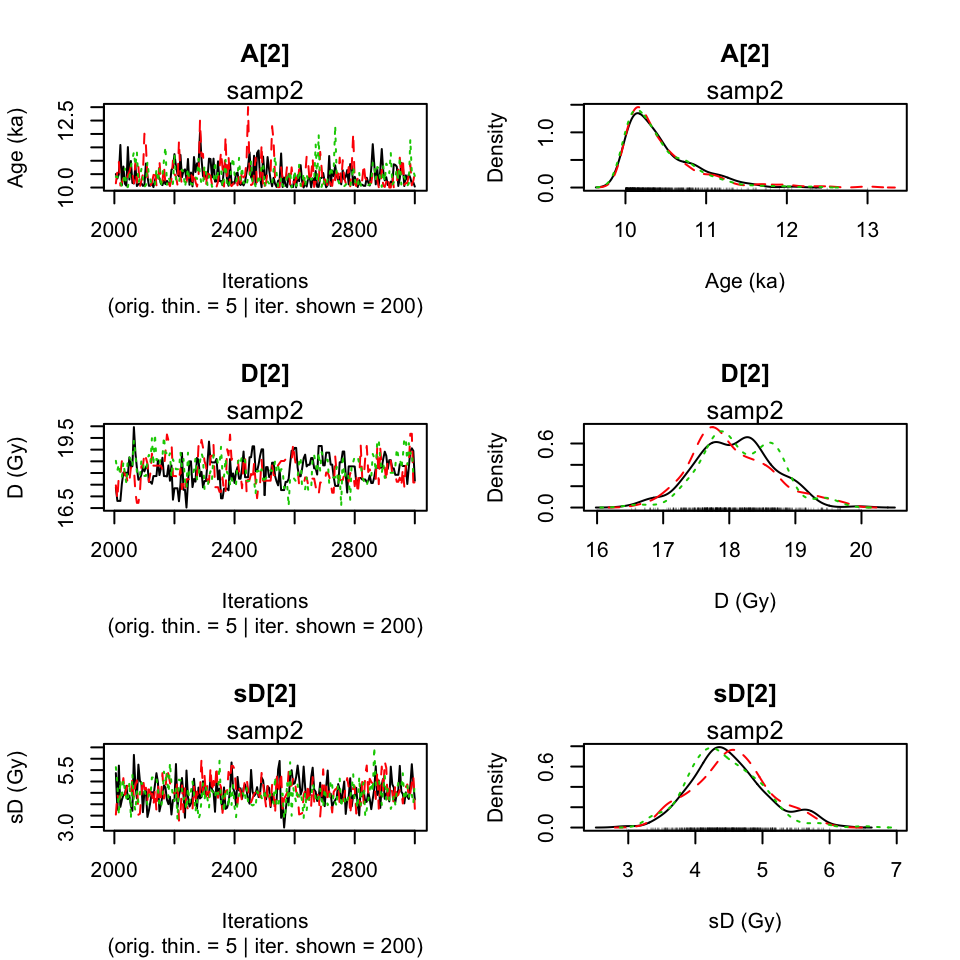 A[2]
samp2
Age (ka)
12.5
10.0
2000 2400 2800
Iterations
(orig. thin. = 5 | iter. shown = 200)
A[2]
samp2
Density
1.0
0.0
10 11 12 13
Age (ka)
D[2]
samp2
D (Gy)
19.5
16.5
2000 2400 2800
Iterations
(orig. thin. = 5 | iter. shown = 200)
D[2]
samp2
Density
0.6
0.0
16 17 18 19 20
D (Gy)
sD[2]
samp2
sD (Gy)
5.5
3.0
2000 2400 2800
Iterations
(orig. thin. = 5 | iter. shown = 200)
sD[2]
samp2
Density
0.6
0.0
3 4 5 6 7
sD (Gy)